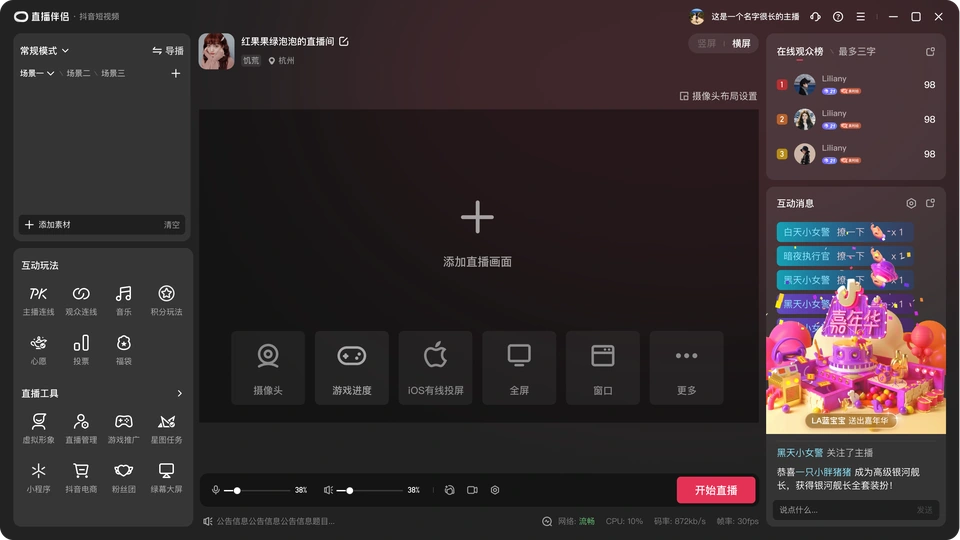 直播伴侣 · 抖音短视频
这是一个名字很长的主播
常规模式
导播
场景一
场景二
场景三
添加素材
清空
互动玩法
PK
主播连线
观众连线
音乐
积分玩法
心愿
投票
福袋
直播工具
虚拟形象
直播管理
游戏推广
星图任务
小程序
抖音电商
粉丝团
绿幕大屏
红果果绿泡泡的直播间
饥荒
杭州
竖屏
横屏
摄像头布局设置
添加直播画面
摄像头
游戏进度
iOS有线投屏
全屏
窗口
更多
38%
38%
开始直播
公告信息公告信息公告信息题目...
网络: 流畅
CPU: 10%
码率: 872kb/s
帧率: 30fps
在线观众榜
最多三字
1
Liliany
21
98
2
Liliany
21
98
3
Liliany
21
98
互动消息
白天小女警 撩一下 x 1
暗夜执行官 撩一下 x 1
黑天小女警
嘉年华
LA蓝宝宝 送出嘉年华
黑天小女警 关注了主播
恭喜一只小胖猪猪 成为高级银河舰
长，获得银河舰长全套装扮！
说点什么...
发送